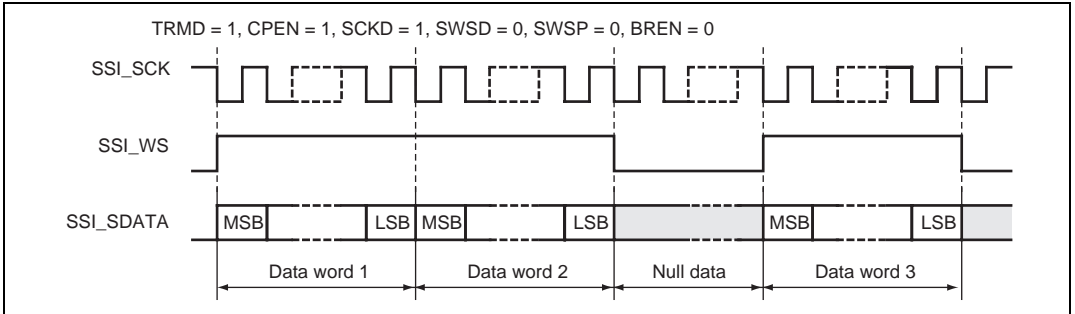 TRMD = 1, CPEN = 1, SCKD = 1, SWSD = 0, SWSP = 0, BREN = 0
SSI_SCK
SSI_WS
SSI_SDATA MSB LSB MSB LSB MSB LSB
Data word 1 Data word 2 Null data Data word 3